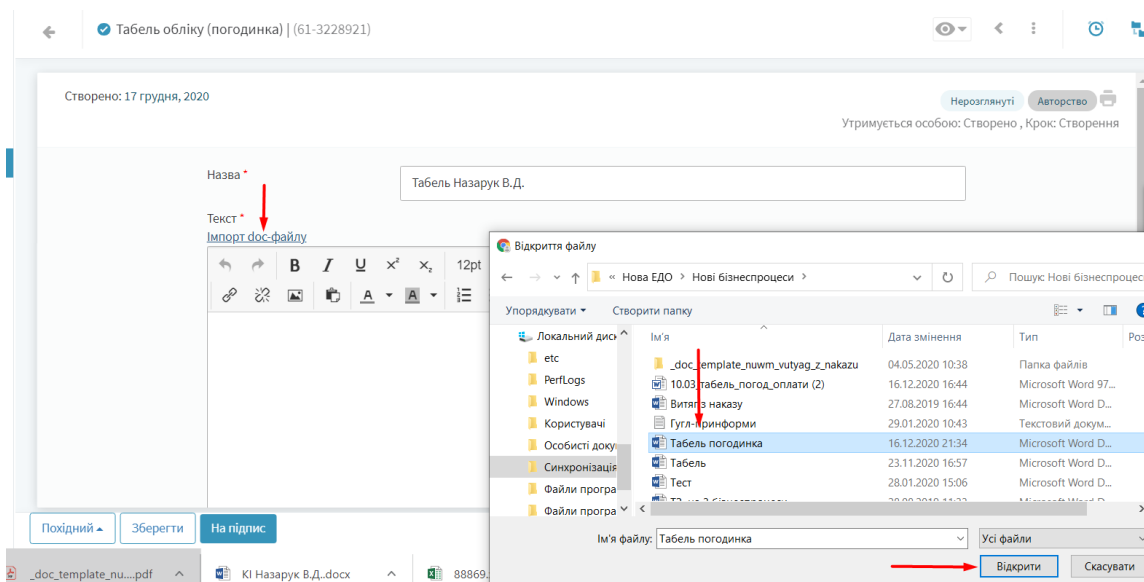 Табель обліку (погодинка) | (61-3228921)
Створено: 17 грудня, 2020
Нерозглянуті Авторство
Утримується особою: Створено , Крок: Створення
Назва *
Табель Назарук В.Д.
Текст *
Імпорт doc-файлу
B I U x² x₂ 12pt
A A
Відкриття файлу
« Нова ЕДО › Нові бізнеспроцеси ›
Пошук: Нові бізнеспроцес
Упорядкувати Створити папку
Локальний диск
etc
PerfLogs
Windows
Користувачі
Особисті доку
Синхронізація
Файли програ
Файли програ
Ім'я Дата змінення Тип Роз
_doc_template_nuwm_vutyag_z_nakazu 04.05.2020 10:38 Папка файлів
10.03_табель_погод_оплати (2) 16.12.2020 16:44 Microsoft Word 97...
Витяг з наказу 27.08.2019 16:44 Microsoft Word D...
Гугл-принформи 29.01.2020 10:43 Текстовий докум...
Табель погодинка 16.12.2020 21:34 Microsoft Word D...
Табель 23.11.2020 16:57 Microsoft Word D...
Тест 28.01.2020 15:06 Microsoft Word D...
Ім'я файлу: Табель погодинка Усі файли
Відкрити Скасувати
Похідний Зберегти На підпис
_doc_template_nu....pdf КІ Назарук В.Д..docx 88869.